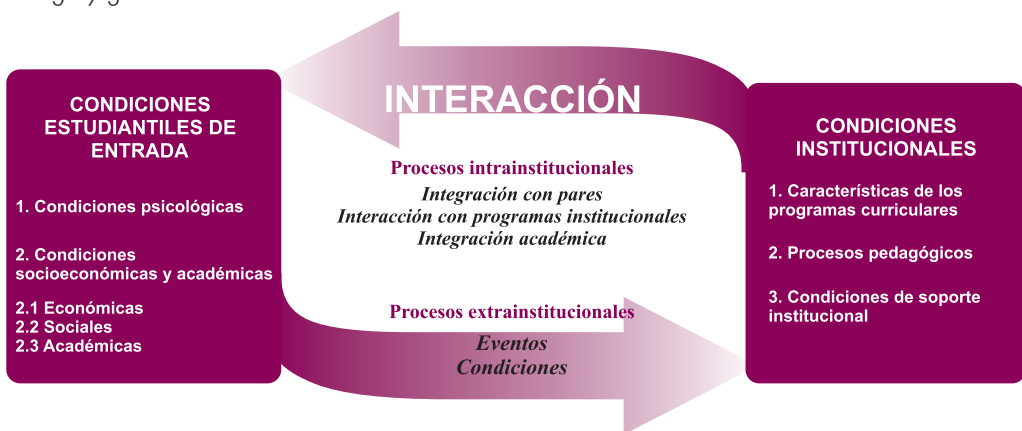 CONDICIONES
ESTUDIANTILES DE
ENTRADA
1. Condiciones psicológicas
2. Condiciones
socioeconómicas y académicas
2.1 Económicas
2.2 Sociales
2.3 Académicas
INTERACCIÓN
Procesos intrainstitucionales
Integración con pares
Interacción con programas institucionales
Integración académica
Procesos extrainstitucionales
Eventos
Condiciones
CONDICIONES
INSTITUCIONALES
1. Características de los
programas curriculares
2. Procesos pedagógicos
3. Condiciones de soporte
institucional